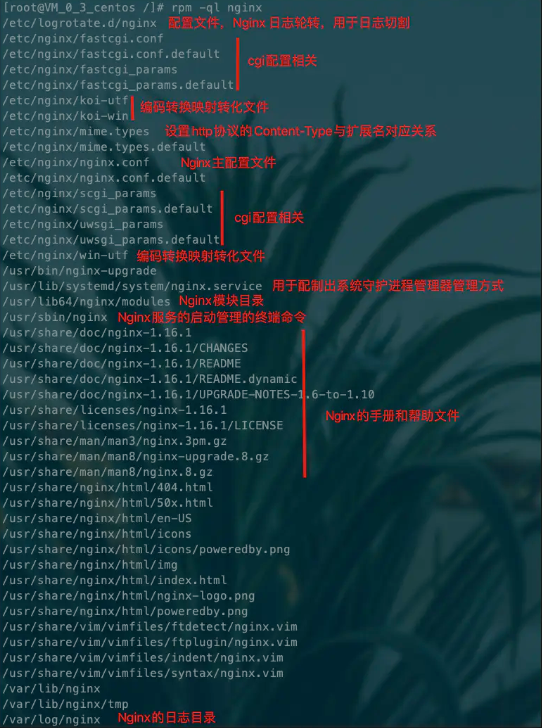 [root@VM_0_3_centos /]# rpm -ql nginx
/etc/logrotate.d/nginx 配置文件，Nginx 日志轮转，用于日志切割
/etc/nginx/fastcgi.conf
/etc/nginx/fastcgi.conf.default
cgi配置相关
/etc/nginx/fastcgi_params
/etc/nginx/fastcgi_params.default
/etc/nginx/koi-utf
编码转换映射转化文件
/etc/nginx/koi-win
/etc/nginx/mime.types 设置http协议的Content-Type与扩展名对应关系
/etc/nginx/mime.types.default
/etc/nginx/nginx.conf Nginx主配置文件
/etc/nginx/nginx.conf.default
/etc/nginx/scgi_params
/etc/nginx/scgi_params.default
cgi配置相关
/etc/nginx/uwsgi_params
/etc/nginx/uwsgi_params.default
/etc/nginx/win-utf 编码转换映射转化文件
/usr/bin/nginx-upgrade
/usr/lib/systemd/system/nginx.service 用于配制出系统守护进程管理器管理方式
/usr/lib64/nginx/modules Nginx模块目录
/usr/sbin/nginx Nginx服务的启动管理的终端命令
/usr/share/doc/nginx-1.16.1
/usr/share/doc/nginx-1.16.1/CHANGES
/usr/share/doc/nginx-1.16.1/README
/usr/share/doc/nginx-1.16.1/README.dynamic
/usr/share/doc/nginx-1.16.1/UPGRADE-NOTES-1.6-to-1.10
/usr/share/licenses/nginx-1.16.1
Nginx的手册和帮助文件
/usr/share/licenses/nginx-1.16.1/LICENSE
/usr/share/man/man3/nginx.3pm.gz
/usr/share/man/man8/nginx-upgrade.8.gz
/usr/share/man/man8/nginx.8.gz
/usr/share/nginx/html/404.html
/usr/share/nginx/html/50x.html
/usr/share/nginx/html/en-US
/usr/share/nginx/html/icons
/usr/share/nginx/html/icons/poweredby.png
/usr/share/nginx/html/img
/usr/share/nginx/html/index.html
/usr/share/nginx/html/nginx-logo.png
/usr/share/nginx/html/poweredby.png
/usr/share/vim/vimfiles/ftdetect/nginx.vim
/usr/share/vim/vimfiles/ftplugin/nginx.vim
/usr/share/vim/vimfiles/indent/nginx.vim
/usr/share/vim/vimfiles/syntax/nginx.vim
/var/lib/nginx
/var/lib/nginx/tmp
/var/log/nginx Nginx的日志目录